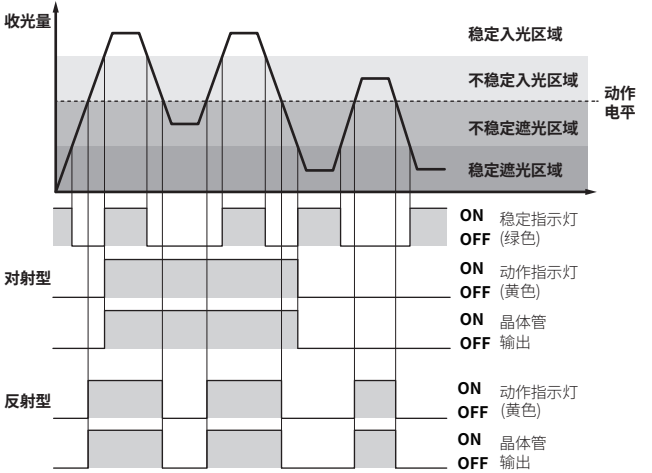 收光量
稳定入光区域
不稳定入光区域
动作
电平
不稳定遮光区域
稳定遮光区域
ON 稳定指示灯
OFF (绿色)
对射型
ON 动作指示灯
OFF (黄色)
ON 晶体管
OFF 输出
反射型
ON 动作指示灯
OFF (黄色)
ON 晶体管
OFF 输出